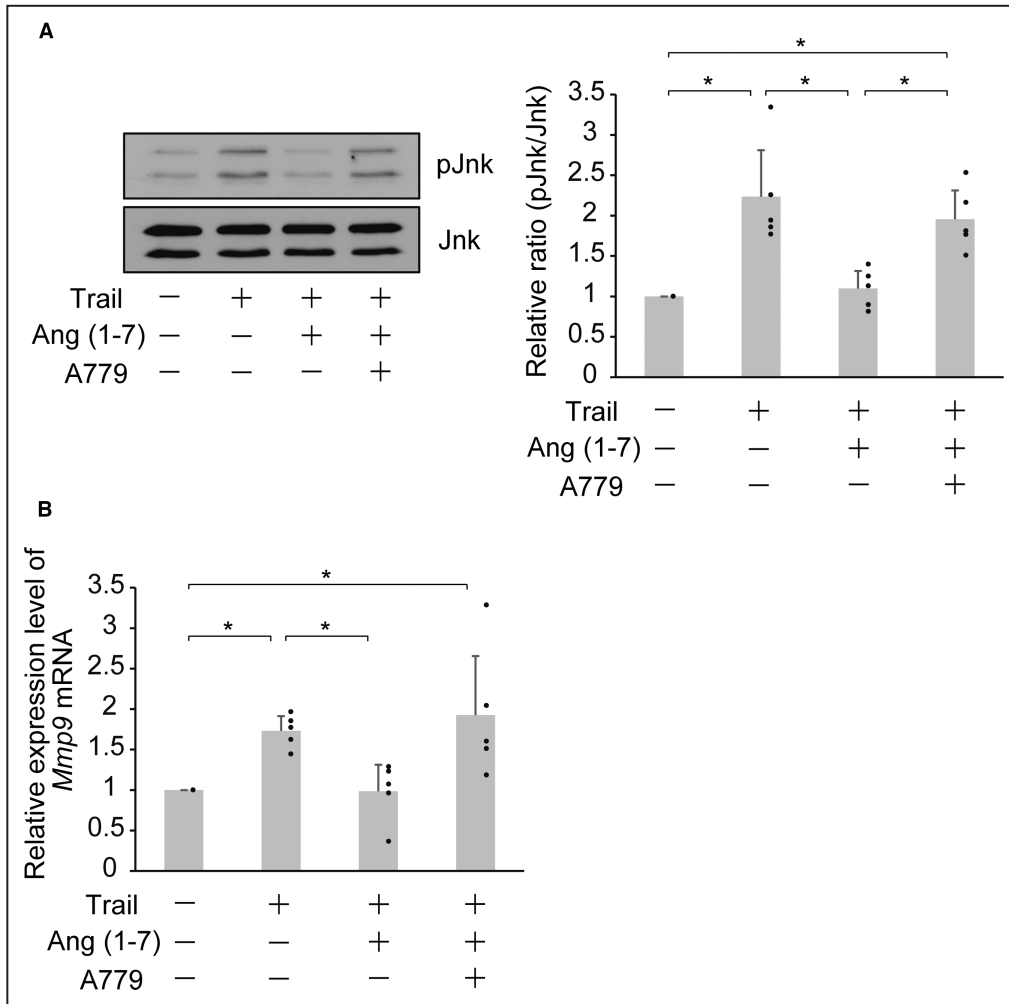 A
pJnk
Jnk
Trail — + + +
Ang (1-7) — — + +
A779 — — — +
Relative ratio (pJnk/Jnk)
*
* * *
3.5
3
2.5
2
1.5
1
0.5
0
Trail — + + +
Ang (1-7) — — + +
A779 — — — +
B
Relative expression level of
Mmp9 mRNA
*
* *
3.5
3
2.5
2
1.5
1
0.5
0
Trail — + + +
Ang (1-7) — — + +
A779 — — — +